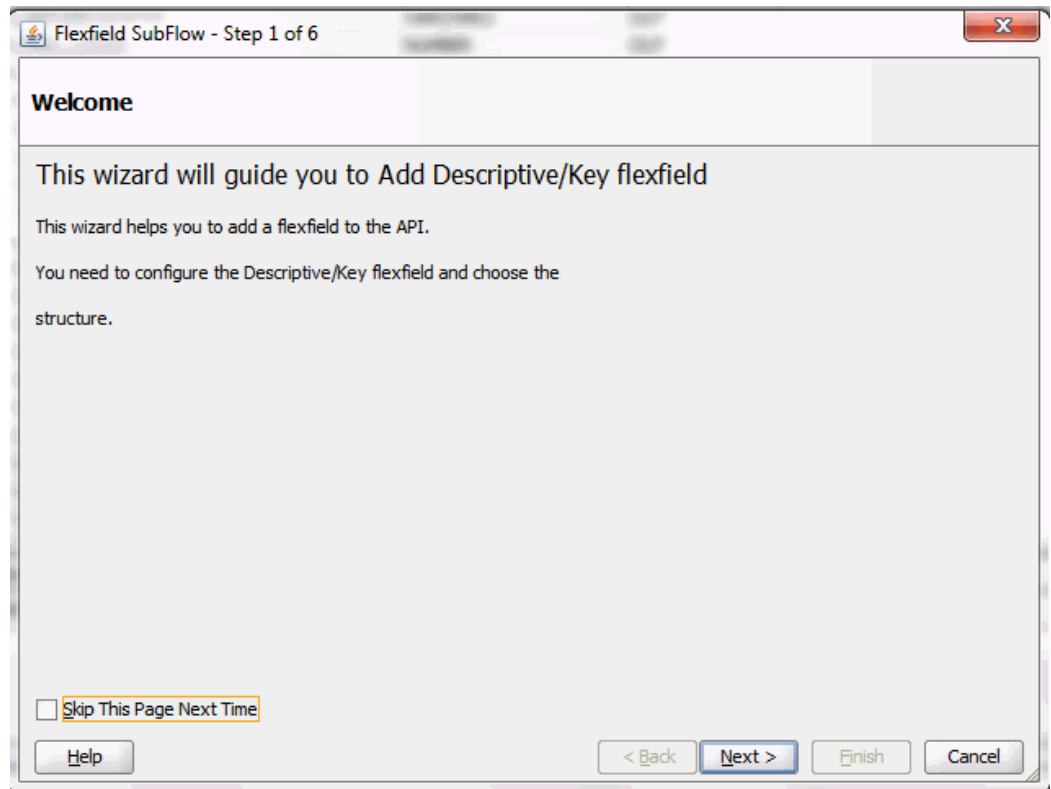 Flexfield SubFlow - Step 1 of 6
X
Welcome
This wizard will guide you to Add Descriptive/Key flexfield
This wizard helps you to add a flexfield to the API.
You need to configure the Descriptive/Key flexfield and choose the
structure.
Skip This Page Next Time
Help
< Back
Next >
Finish
Cancel